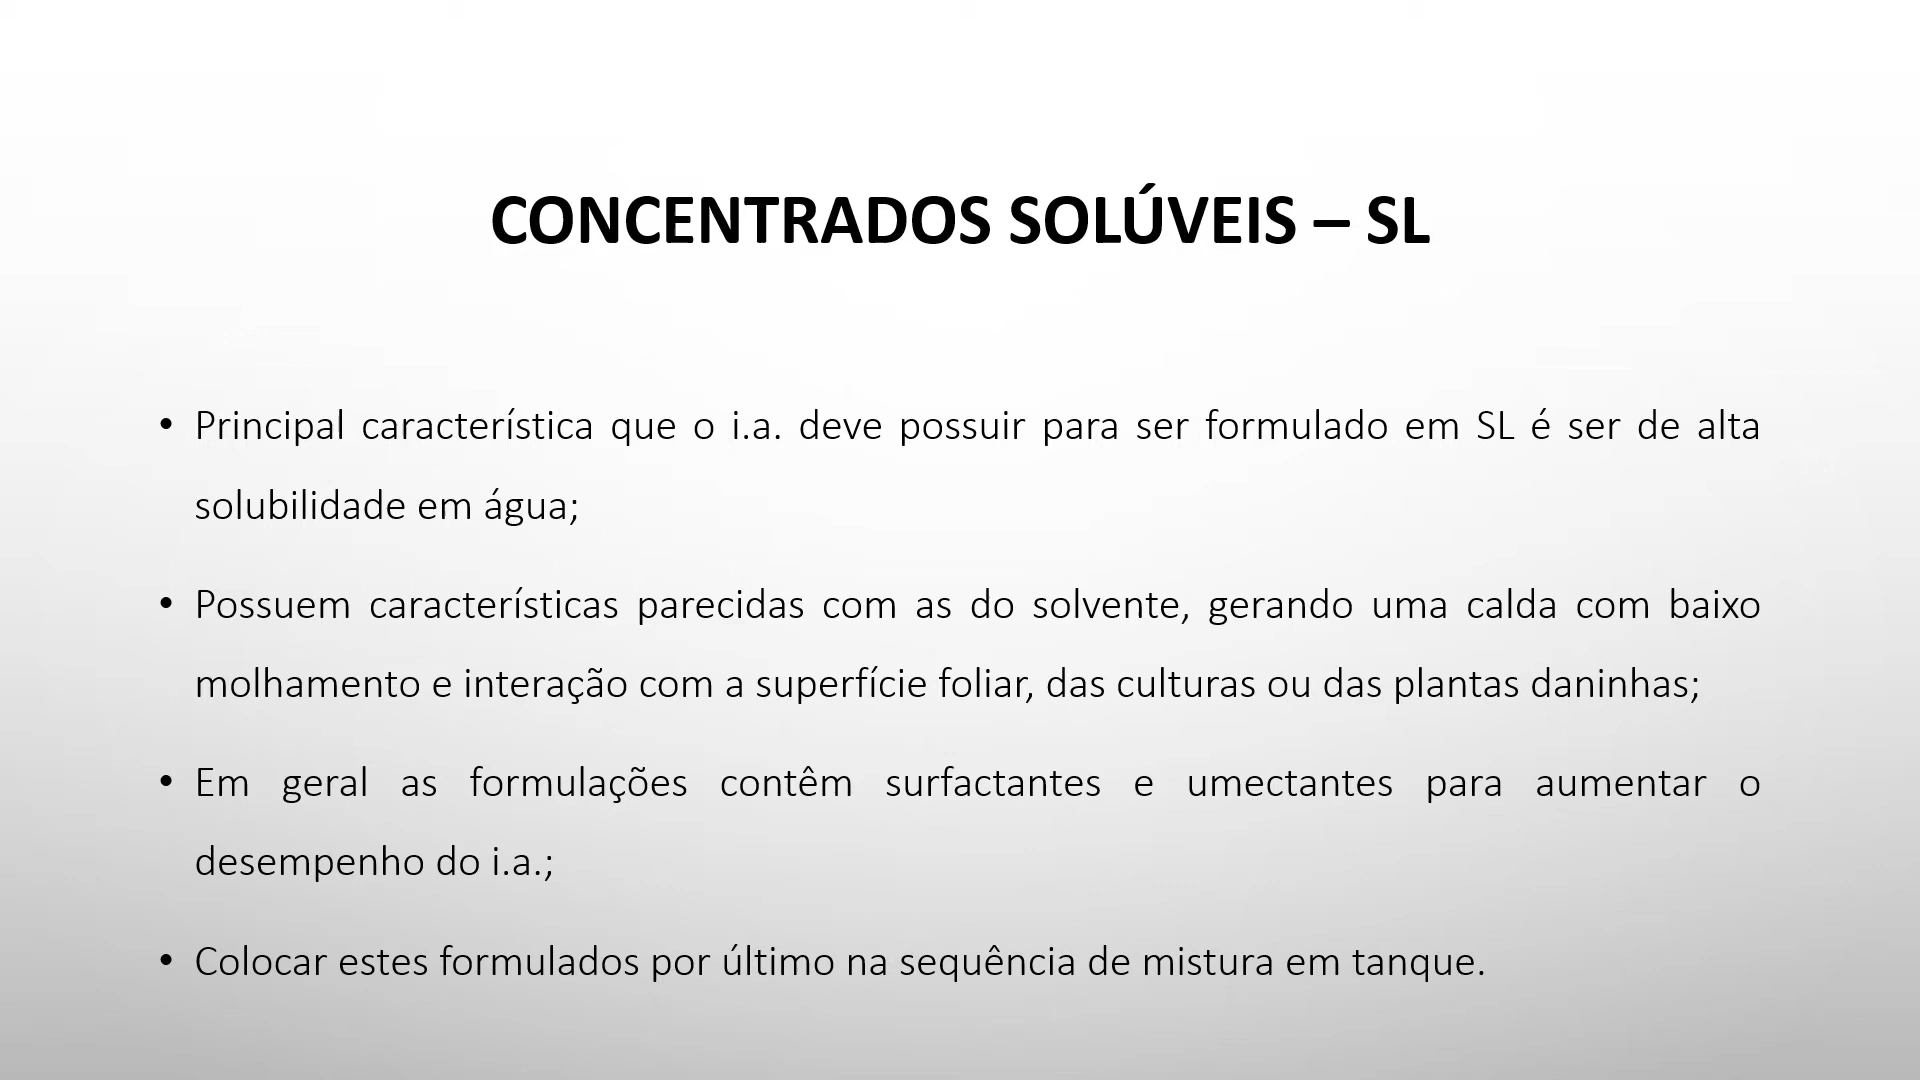 CONCENTRADOS SOLÚVEIS – SL
• Principal característica que o i.a. deve possuir para ser formulado em SL é ser de alta
solubilidade em água;
• Possuem características parecidas com as do solvente, gerando uma calda com baixo
molhamento e interação com a superfície foliar, das culturas ou das plantas daninhas;
• Em geral as formulações contêm surfactantes e umectantes para aumentar o
desempenho do i.a.;
• Colocar estes formulados por último na sequência de mistura em tanque.